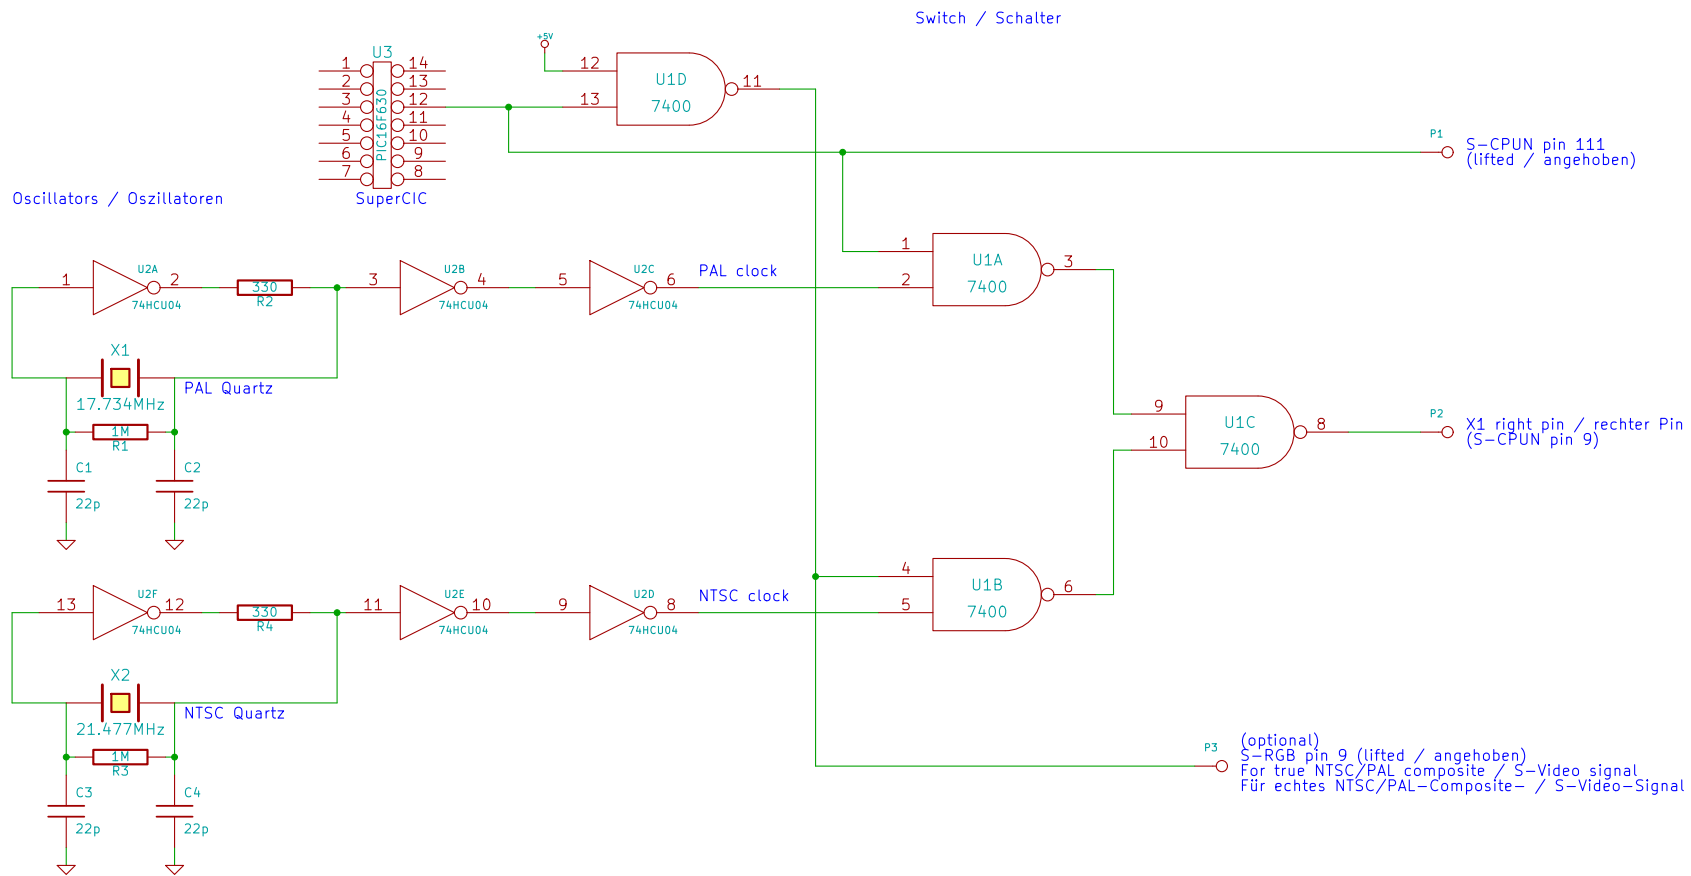 Switch / Schalter
+5V
U3
1
2
3
4
5
6
7
PIC16F630
14
13
12
11
10
9
8
SuperCIC
12
13
U1D
7400
11
P1
S-CPUN pin 111
(lifted / angehoben)
Oscillators / Oszillatoren
1
U2A
74HCU04
2
330
R2
3
U2B
74HCU04
4
5
U2C
74HCU04
6
PAL clock
1
2
U1A
7400
3
X1
17.734MHz
PAL Quartz
1M
R1
C1
22p
C2
22p
9
10
U1C
7400
8
P2
X1 right pin / rechter Pin
(S-CPUN pin 9)
13
U2F
74HCU04
12
330
R4
11
U2E
74HCU04
10
9
U2D
74HCU04
8
NTSC clock
4
5
U1B
7400
6
X2
21.477MHz
NTSC Quartz
1M
R3
C3
22p
C4
22p
P3
(optional)
S-RGB pin 9 (lifted / angehoben)
For true NTSC/PAL composite / S-Video signal
Für echtes NTSC/PAL-Composite- / S-Video-Signal